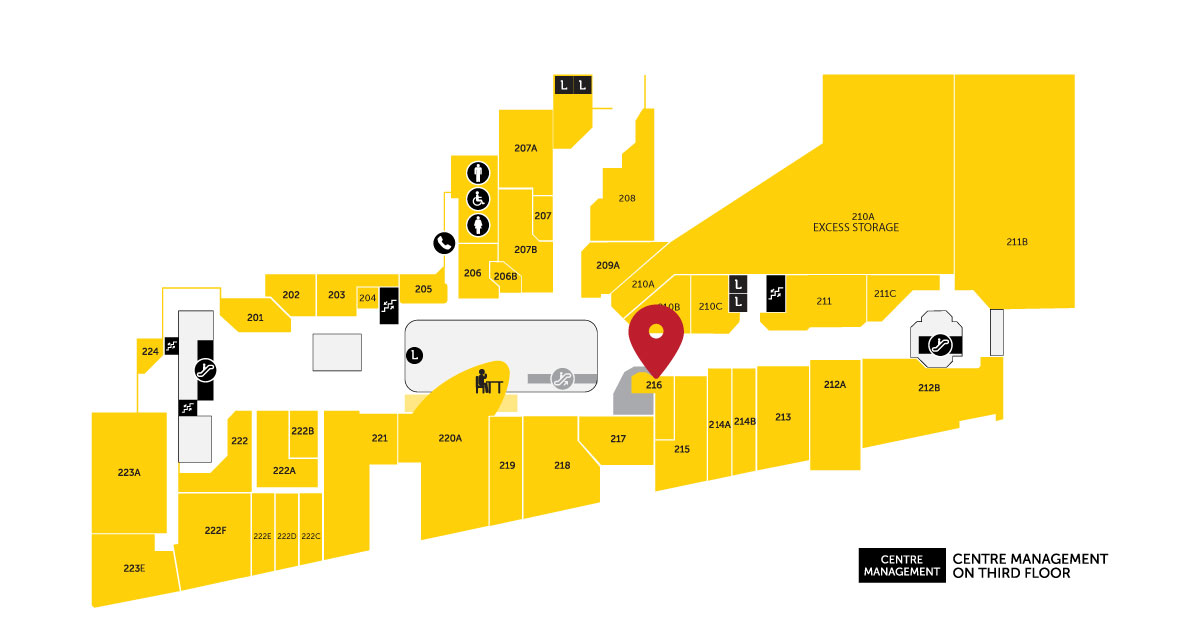 207A
207
208
207B
210A
EXCESS STORAGE
211B
209A
206
206B
210A
205
202
203
204
210B
210C
211
211C
201
L
224
216
212A
212B
213
214A
214B
215
217
218
219
220A
221
222
222B
222A
223A
222F
222E
222D
222C
223E
CENTRE
MANAGEMENT
CENTRE MANAGEMENT
ON THIRD FLOOR